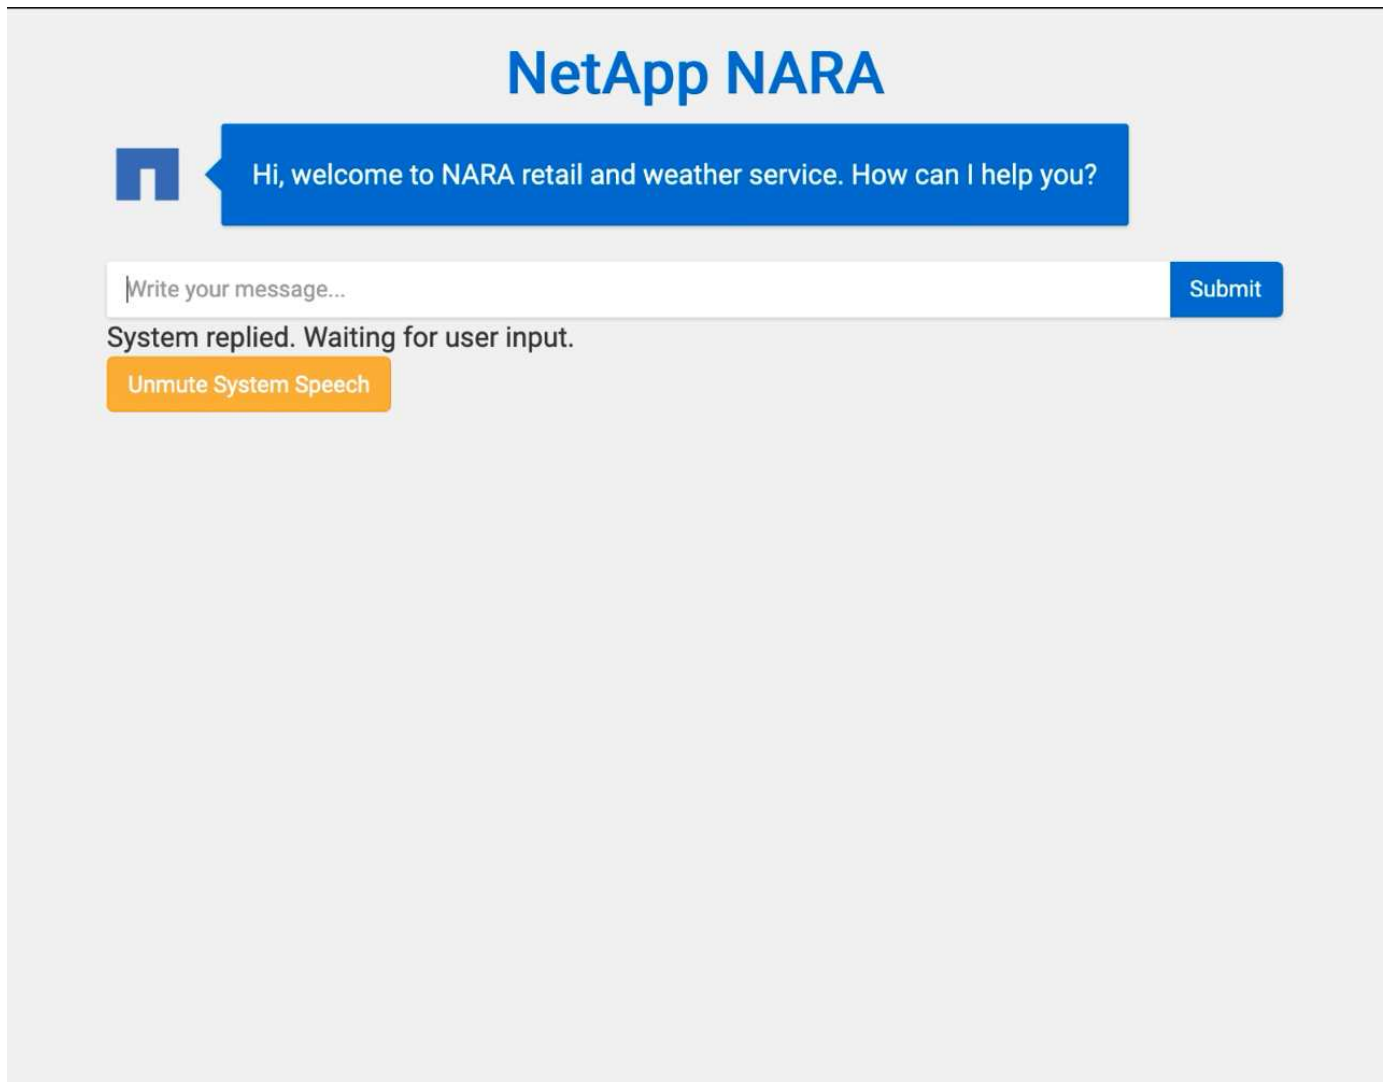 NetApp NARA
Hi, welcome to NARA retail and weather service. How can I help you?
Write your message...
Submit
System replied. Waiting for user input.
Unmute System Speech